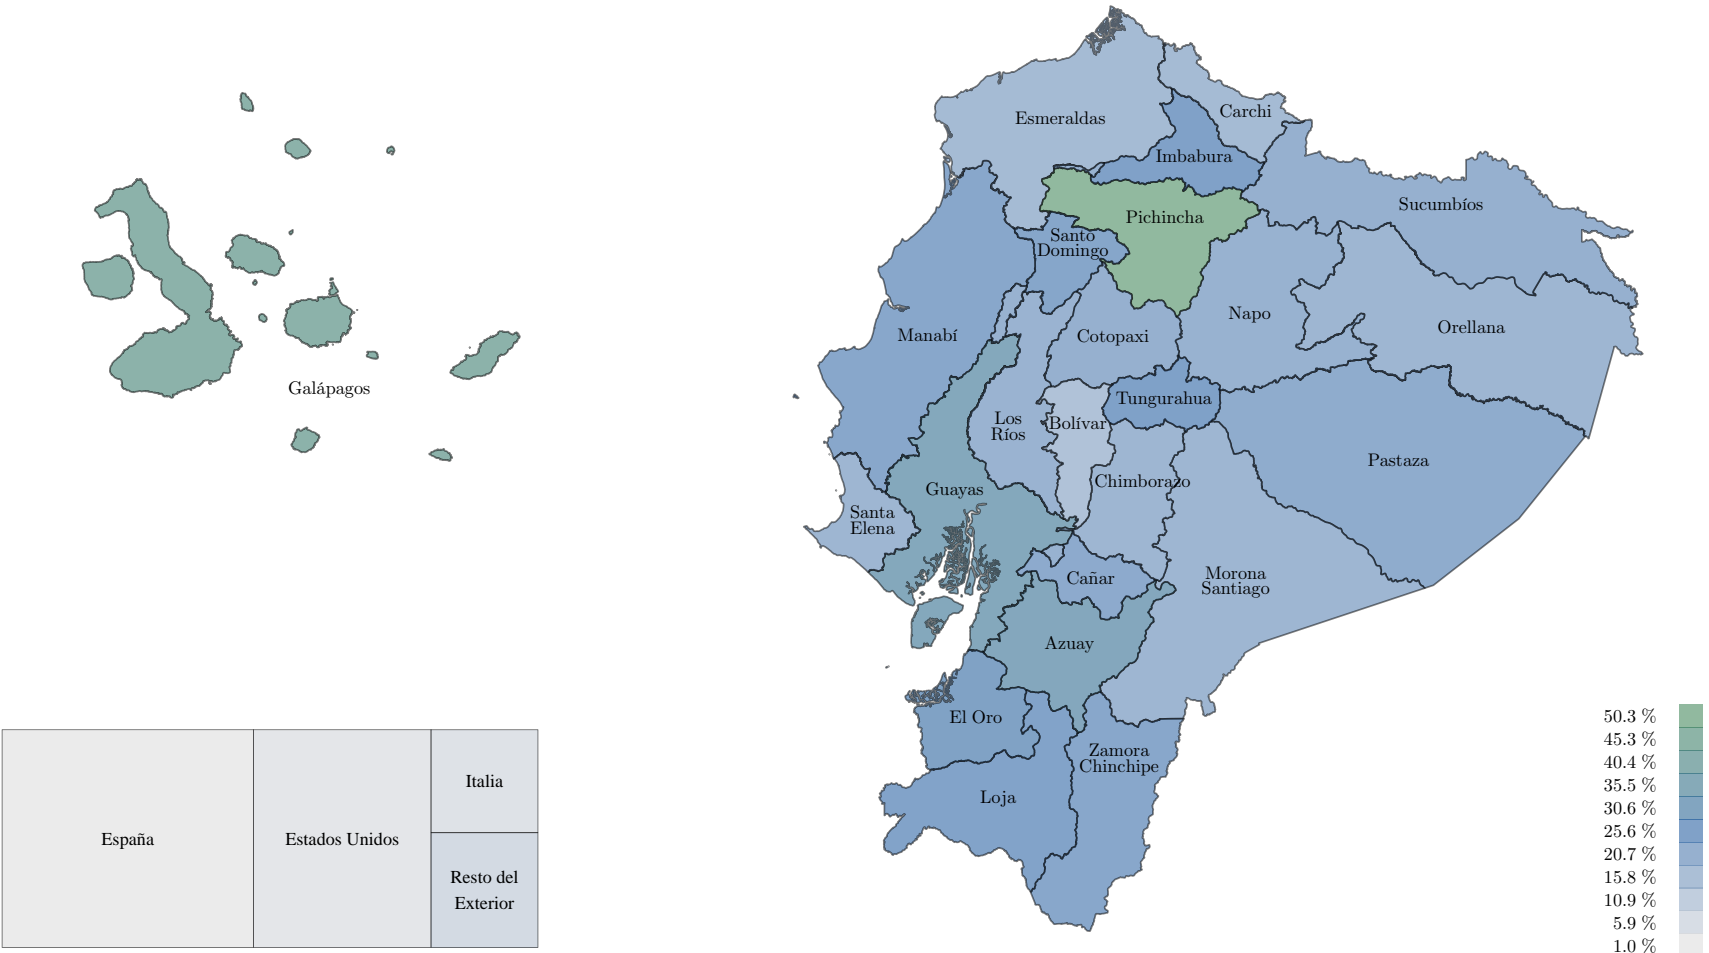 Esmeraldas
Carchi
Imbabura
Sucumbíos
Pichincha
Santo
Domingo
Napo
Orellana
Manabí
Cotopaxi
Galápagos
Tungurahua
Los
Ríos
Bolívar
Pastaza
Chimborazo
Guayas
Santa
Elena
Cañar
Morona
Santiago
Azuay
El Oro
Zamora
Chinchipe
Loja
España
Estados Unidos
Italia
Resto del
Exterior
50.3 %
45.3 %
40.4 %
35.5 %
30.6 %
25.6 %
20.7 %
15.8 %
10.9 %
5.9 %
1.0 %